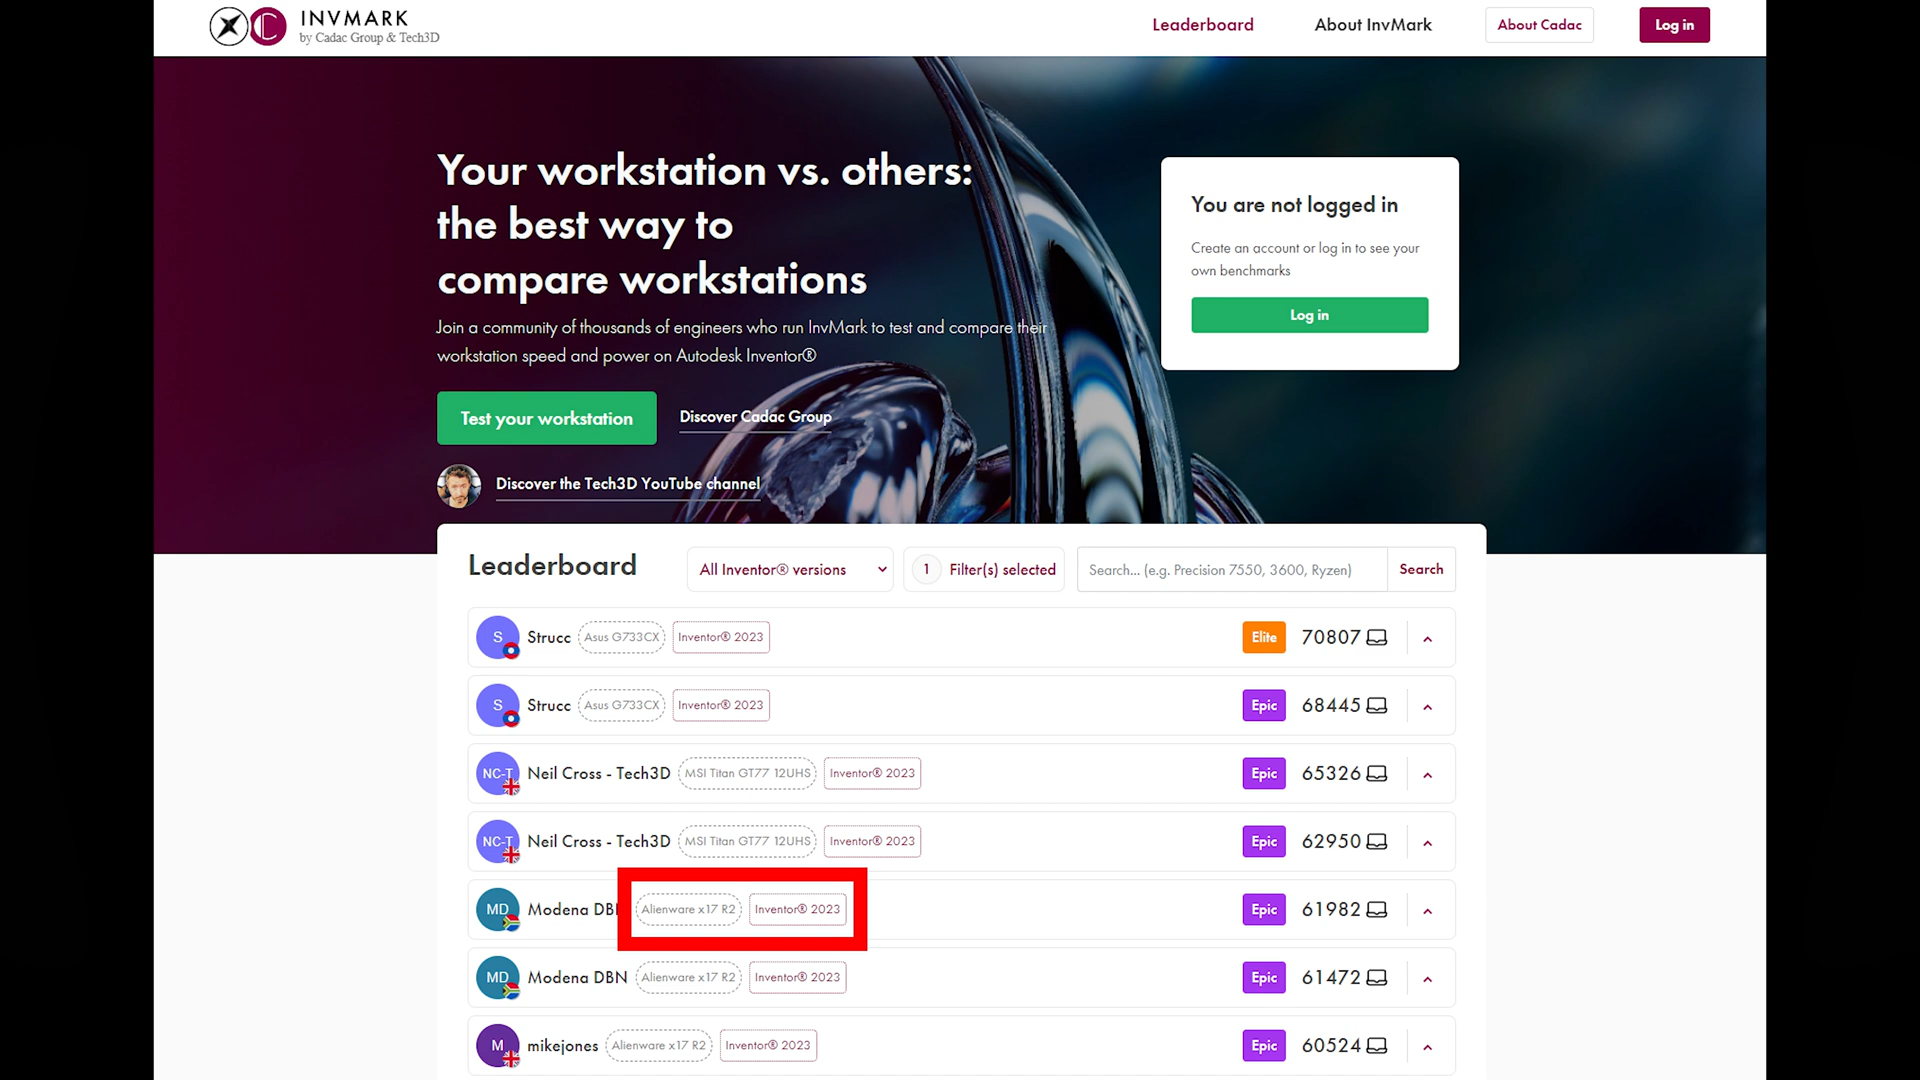 INVMARK
by Cadac Group & Tech3D
Leaderboard
About InvMark
About Cadac
Log in
Your workstation vs. others:
the best way to
compare workstations
Join a community of thousands of engineers who run InvMark to test and compare their
workstation speed and power on Autodesk Inventor®
Test your workstation
Discover Cadac Group
Discover the Tech3D YouTube channel
You are not logged in
Create an account or log in to see your
own benchmarks
Log in
Leaderboard
All Inventor® versions
1 Filter(s) selected
Search... (e.g. Precision 7550, 3600, Ryzen)
Search
S Strucc Asus G733CX Inventor® 2023 Elite 70807
S Strucc Asus G733CX Inventor® 2023 Epic 68445
NC-T Neil Cross - Tech3D MSI Titan GT77 12UHS Inventor® 2023 Epic 65326
NC-T Neil Cross - Tech3D MSI Titan GT77 12UHS Inventor® 2023 Epic 62950
MD Modena Alienware x17 R2 Inventor® 2023 Epic 61982
MD Modena DBN Alienware x17 R2 Inventor® 2023 Epic 61472
M mikejones Alienware x17 R2 Inventor® 2023 Epic 60524